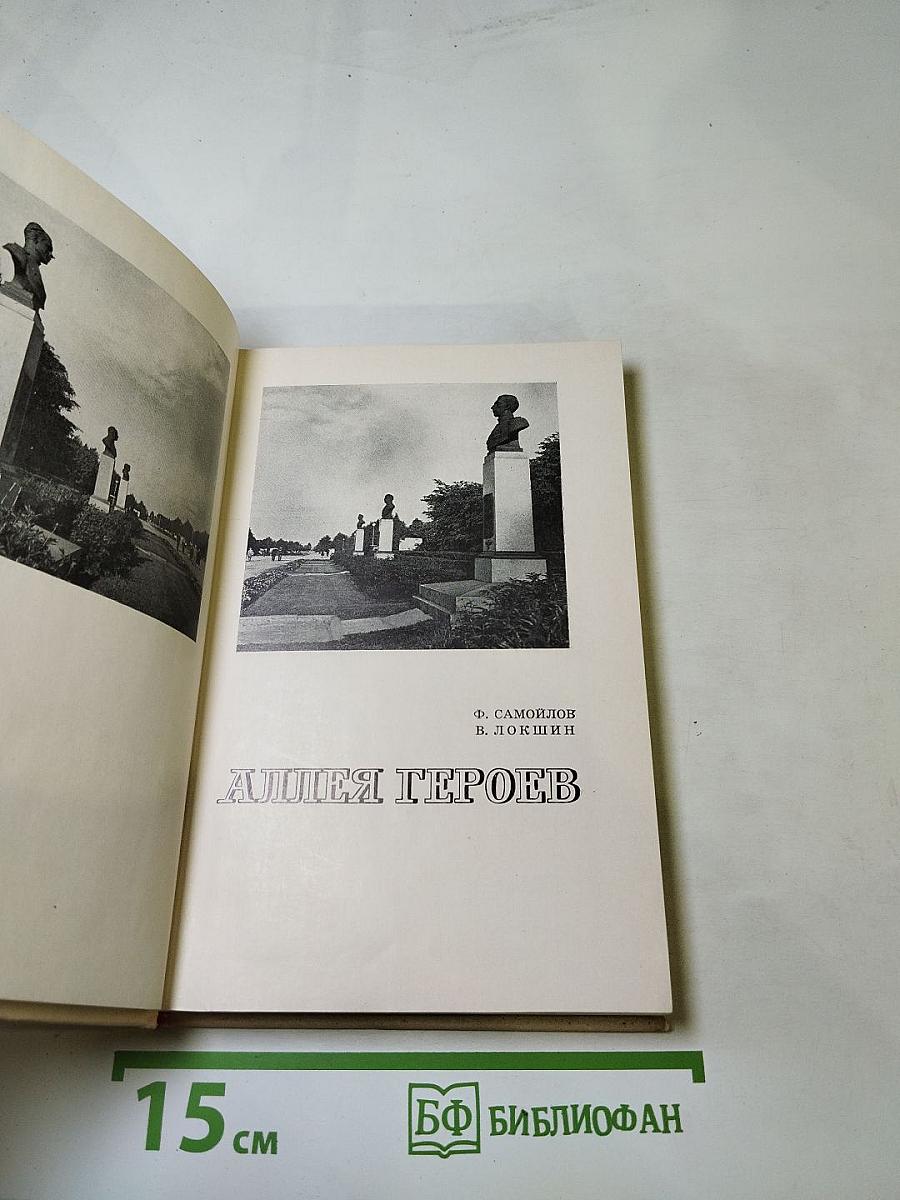 Ф. САМОЙЛОВ
В. ЛОКШИН
АЛЛЕЯ ГЕРОЕВ
15 см
БФ БИБЛИОФАН